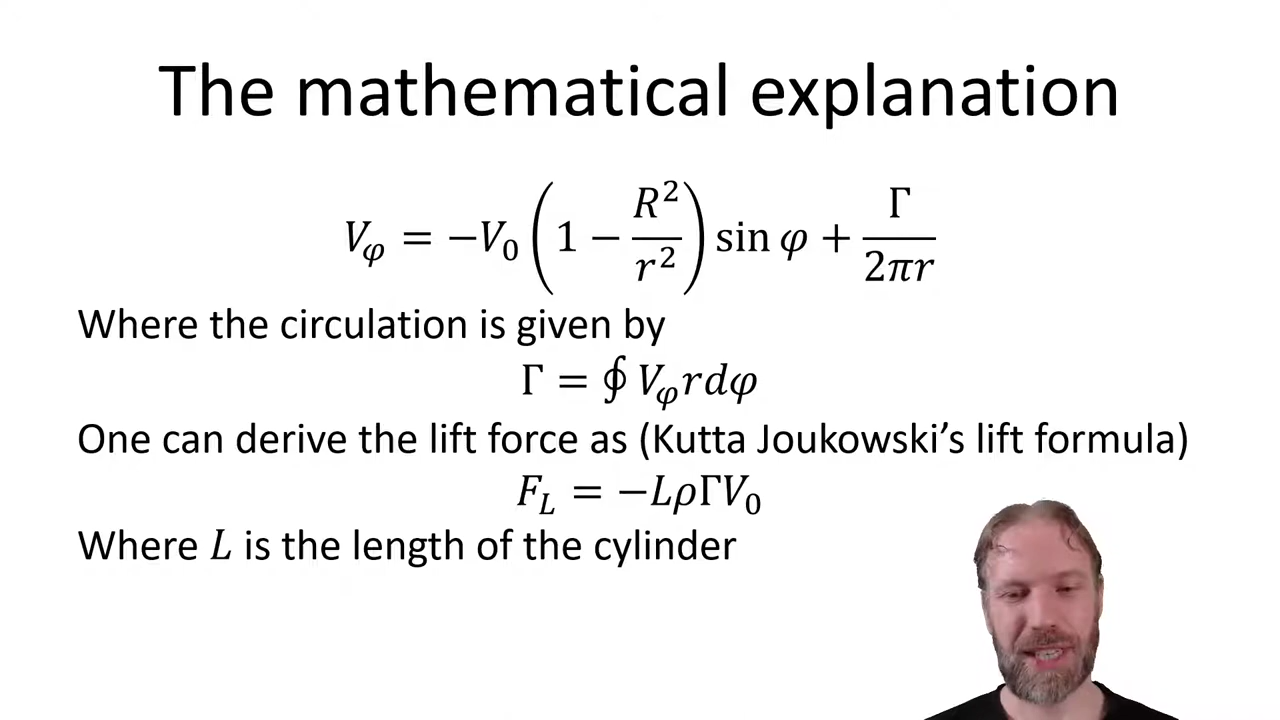 The mathematical explanation
V_φ = −V_0 (1 − R²/r²) sin φ + Γ/(2πr)
Where the circulation is given by
Γ = ∮ V_φ r dφ
One can derive the lift force as (Kutta Joukowski’s lift formula)
F_L = −LρΓV_0
Where L is the length of the cylinder